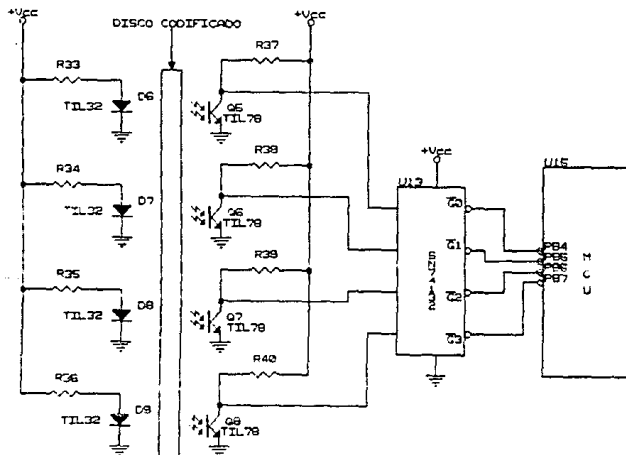 +Vcc
+Vcc
DISCO CODIFICADO
R33
TIL32
D6
R34
TIL32
D7
R35
TIL32
D8
R36
TIL32
D9
R37
Q5
TIL78
R38
Q6
TIL78
R39
Q7
TIL78
R40
Q8
TIL78
+Vcc
U13
G0
G1
G2
G3
U15
PB4
PB5
PB6
PB7
MCU